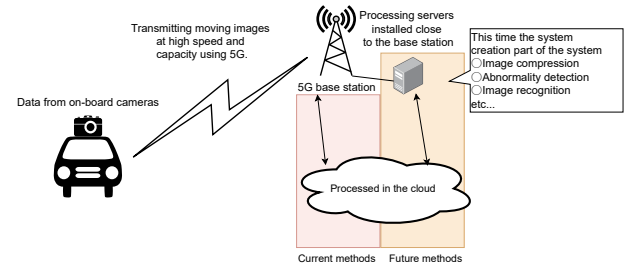 Transmitting moving images
at high speed and
capacity using 5G.
Processing servers
installed close
to the base station
This time the system
creation part of the system
○Image compression
○Abnormality detection
○Image recognition
etc...
5G base station
Data from on-board cameras
Processed in the cloud
Current methods
Future methods